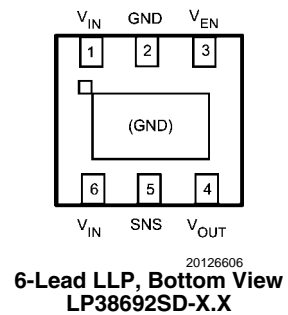 VIN GND VEN
1 2 3
(GND)
6 5 4
VIN SNS VOUT
20126606
6-Lead LLP, Bottom View
LP38692SD-X.X